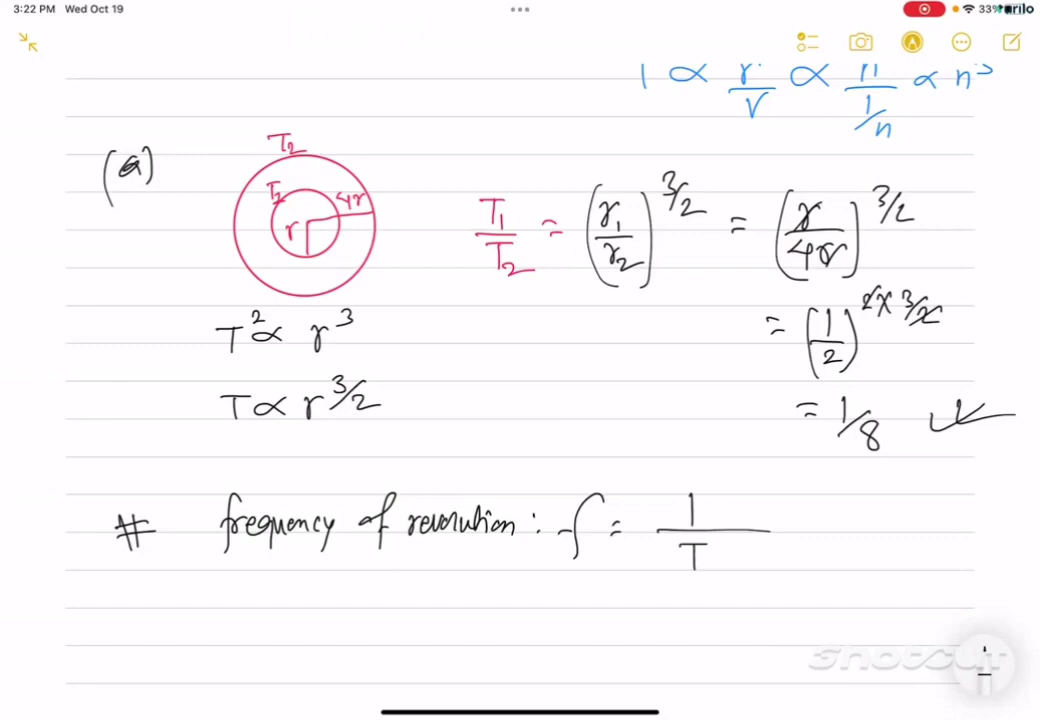 3:22 PM Wed Oct 19
33%
T ∝ r/V ∝ n²/(1/n) ∝ n³
(a)
T2
T2
4r
r
T1/T2 = (r1/r2)^3/2 = (r/4r)^3/2
T² ∝ r³
= (1/2)^2×3/2
T ∝ r^3/2
= 1/8
# frequency of revolution : f = 1/T
shotcut